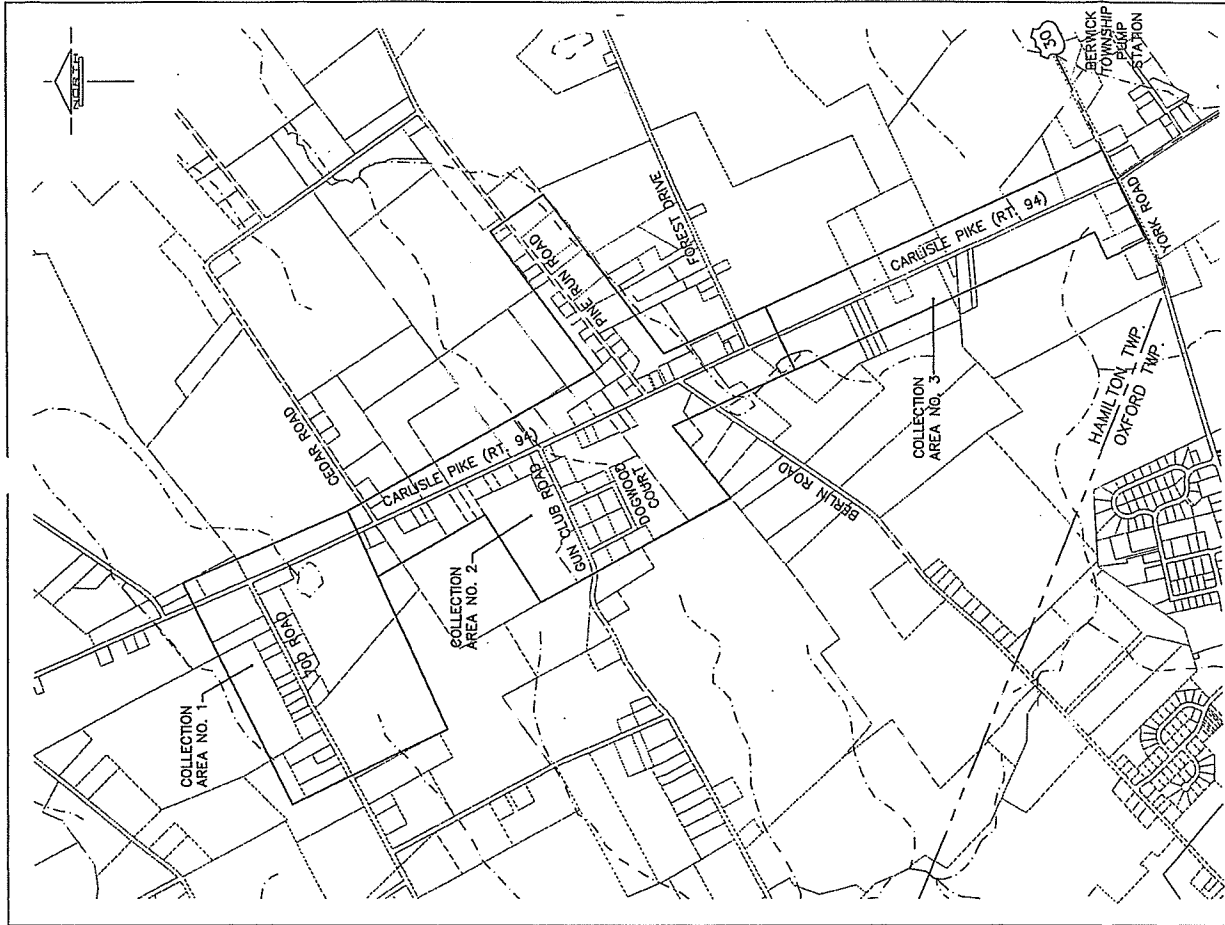 NORTH
CEDAR ROAD
PINE RUN ROAD
FOREST DRIVE
30
BERWICK
TOWNSHIP
PUMP
STATION
CARLISLE PIKE (RT. 94)
CARLISLE PIKE (RT. 94)
YORK ROAD
TOP ROAD
COLLECTION
AREA NO. 1
COLLECTION
AREA NO. 2
GUN CLUB ROAD
DOGWOOD
COURT
BERLIN ROAD
COLLECTION
AREA NO. 3
HAMILTON TWP.
OXFORD TWP.